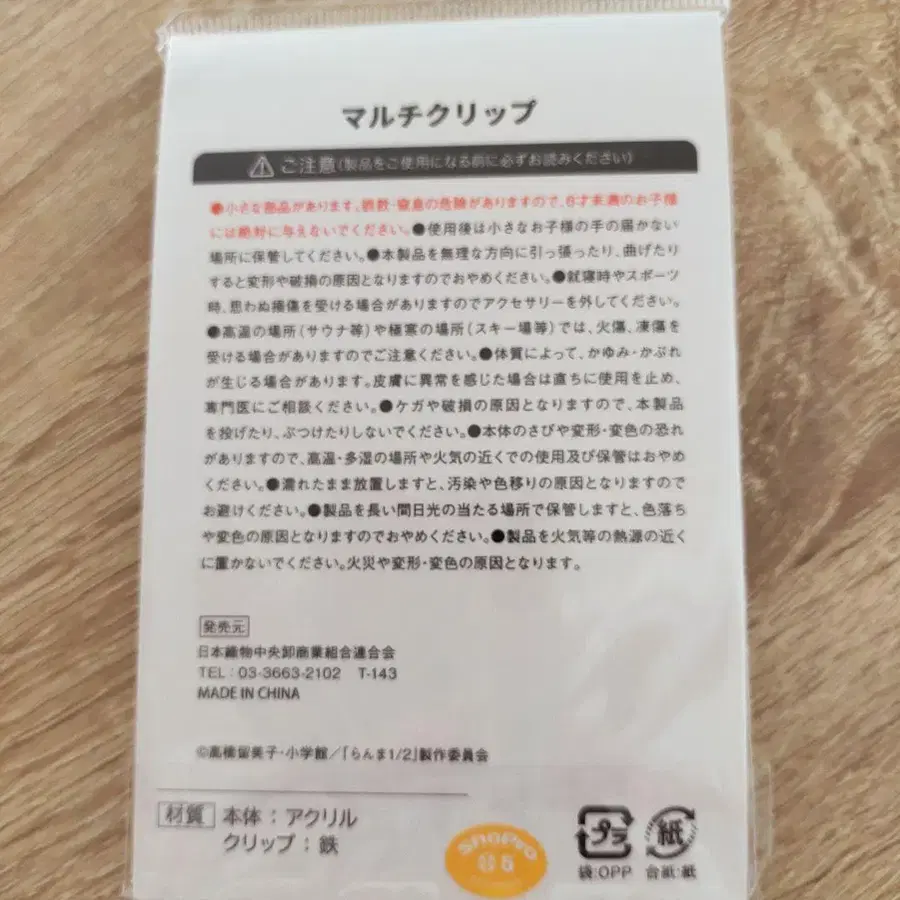 マルチクリップ
ご注意(製品をご使用になる前に必ずお読みください)
●小さな部品があります。誤飲・窒息の危険がありますので、6才未満のお子様
には絶対に与えないでください。●使用後は小さなお子様の手の届かない
場所に保管してください。●本製品を無理な方向に引っ張ったり、曲げたり
すると変形や破損の原因となりますのでおやめください。●就寝時やスポーツ
時、思わぬ損傷を受ける場合がありますのでアクセサリーを外してください。
●高温の場所(サウナ等)や極寒の場所(スキー場等)では、火傷、凍傷を
受ける場合がありますのでご注意ください。●体質によって、かゆみ・かぶれ
が生じる場合があります。皮膚に異常を感じた場合は直ちに使用を止め、
専門医にご相談ください。●ケガや破損の原因となりますので、本製品
を投げたり、ぶつけたりしないでください。●本体のさびや変形・変色の恐れ
がありますので、高温・多湿の場所や火気の近くでの使用及び保管はおやめ
ください。●濡れたまま放置しますと、汚染や色移りの原因となりますので
お避けください。●製品を長い間日光の当たる場所で保管しますと、色落ち
や変色の原因となりますのでおやめください。●製品を火気等の熱源の近く
に置かないでください。火災や変形・変色の原因となります。
発売元
日本織物中央卸商業組合連合会
TEL:03-3663-2102 T-143
MADE IN CHINA
©高橋留美子・小学館/「らんま1/2」製作委員会
材質 本体:アクリル
クリップ:鉄
プラ
袋:OPP
紙
台紙:紙